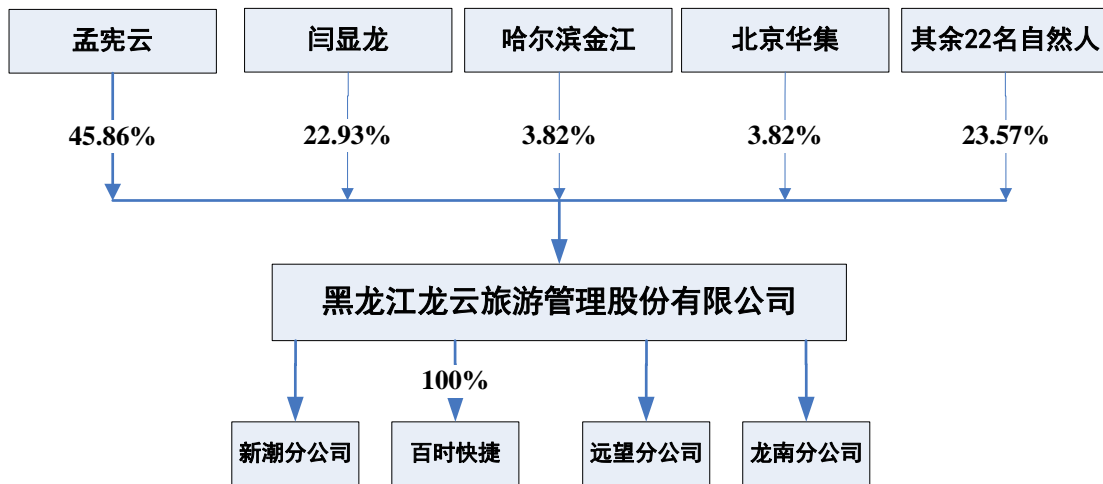 孟宪云
闫显龙
哈尔滨金江
北京华集
其余22名自然人
45.86%
22.93%
3.82%
3.82%
23.57%
黑龙江龙云旅游管理股份有限公司
100%
新潮分公司
百时快捷
远望分公司
龙南分公司